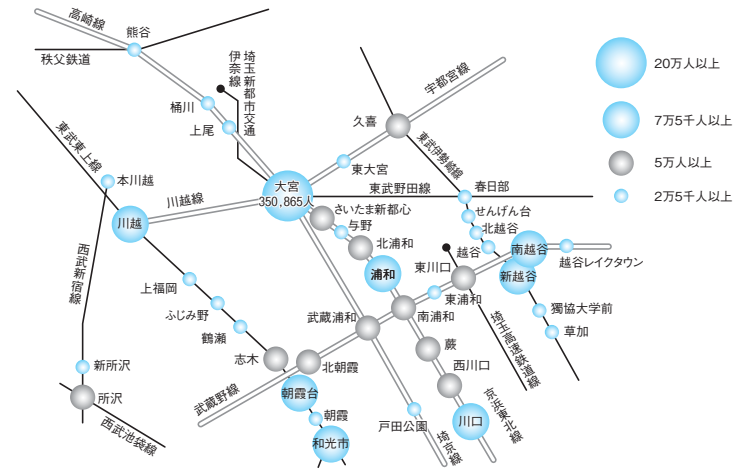 高崎線
熊谷
秩父鉄道
埼玉新都市交通
伊奈線
桶川
上尾
宇都宮線
久喜
東武伊勢崎線
20万人以上
7万5千人以上
5万人以上
2万5千人以上
東武東上線
本川越
川越線
川越
大宮
350,865人
東大宮
東武野田線
春日部
さいたま新都心
与野
北浦和
浦和
せんげん台
北越谷
越谷
南越谷
新越谷
越谷レイクタウン
東川口
東浦和
南浦和
武蔵浦和
西武新宿線
上福岡
ふじみ野
鶴瀬
志木
北朝霞
武蔵野線
朝霞台
朝霞
和光市
新所沢
所沢
西武池袋線
蕨
西川口
川口
戸田公園
埼京線
京浜東北線
埼玉高速鉄道線
獨協大学前
草加